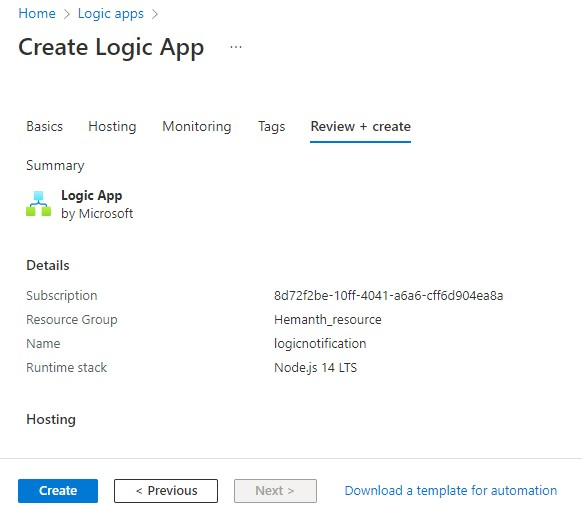 Home > Logic apps >
Create Logic App ...
Basics Hosting Monitoring Tags Review + create
Summary
Logic App
by Microsoft
Details
Subscription 8d72f2be-10ff-4041-a6a6-cff6d904ea8a
Resource Group Hemanth_resource
Name logicnotification
Runtime stack Node.js 14 LTS
Hosting
Create < Previous Next > Download a template for automation